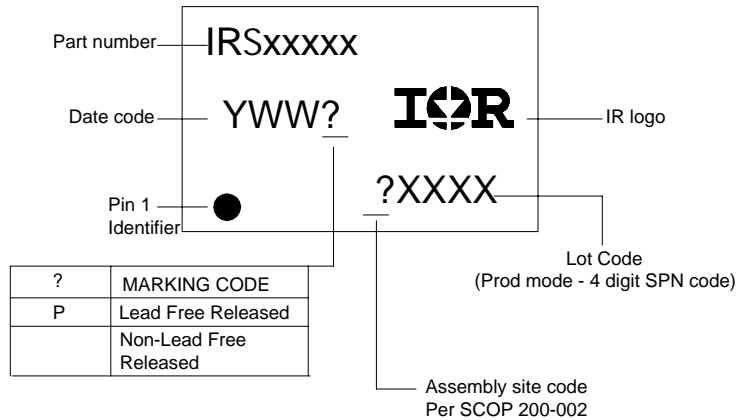 Part number
IRSxxxxx
Date code
YWW?
IOR
IR logo
Pin 1
Identifier
?XXXX
Lot Code
(Prod mode - 4 digit SPN code)
? MARKING CODE
P Lead Free Released
Non-Lead Free
Released
Assembly site code
Per SCOP 200-002